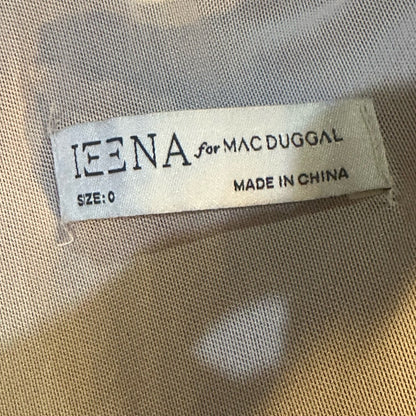 IEENA for MAC DUGGAL
SIZE: 0
MADE IN CHINA